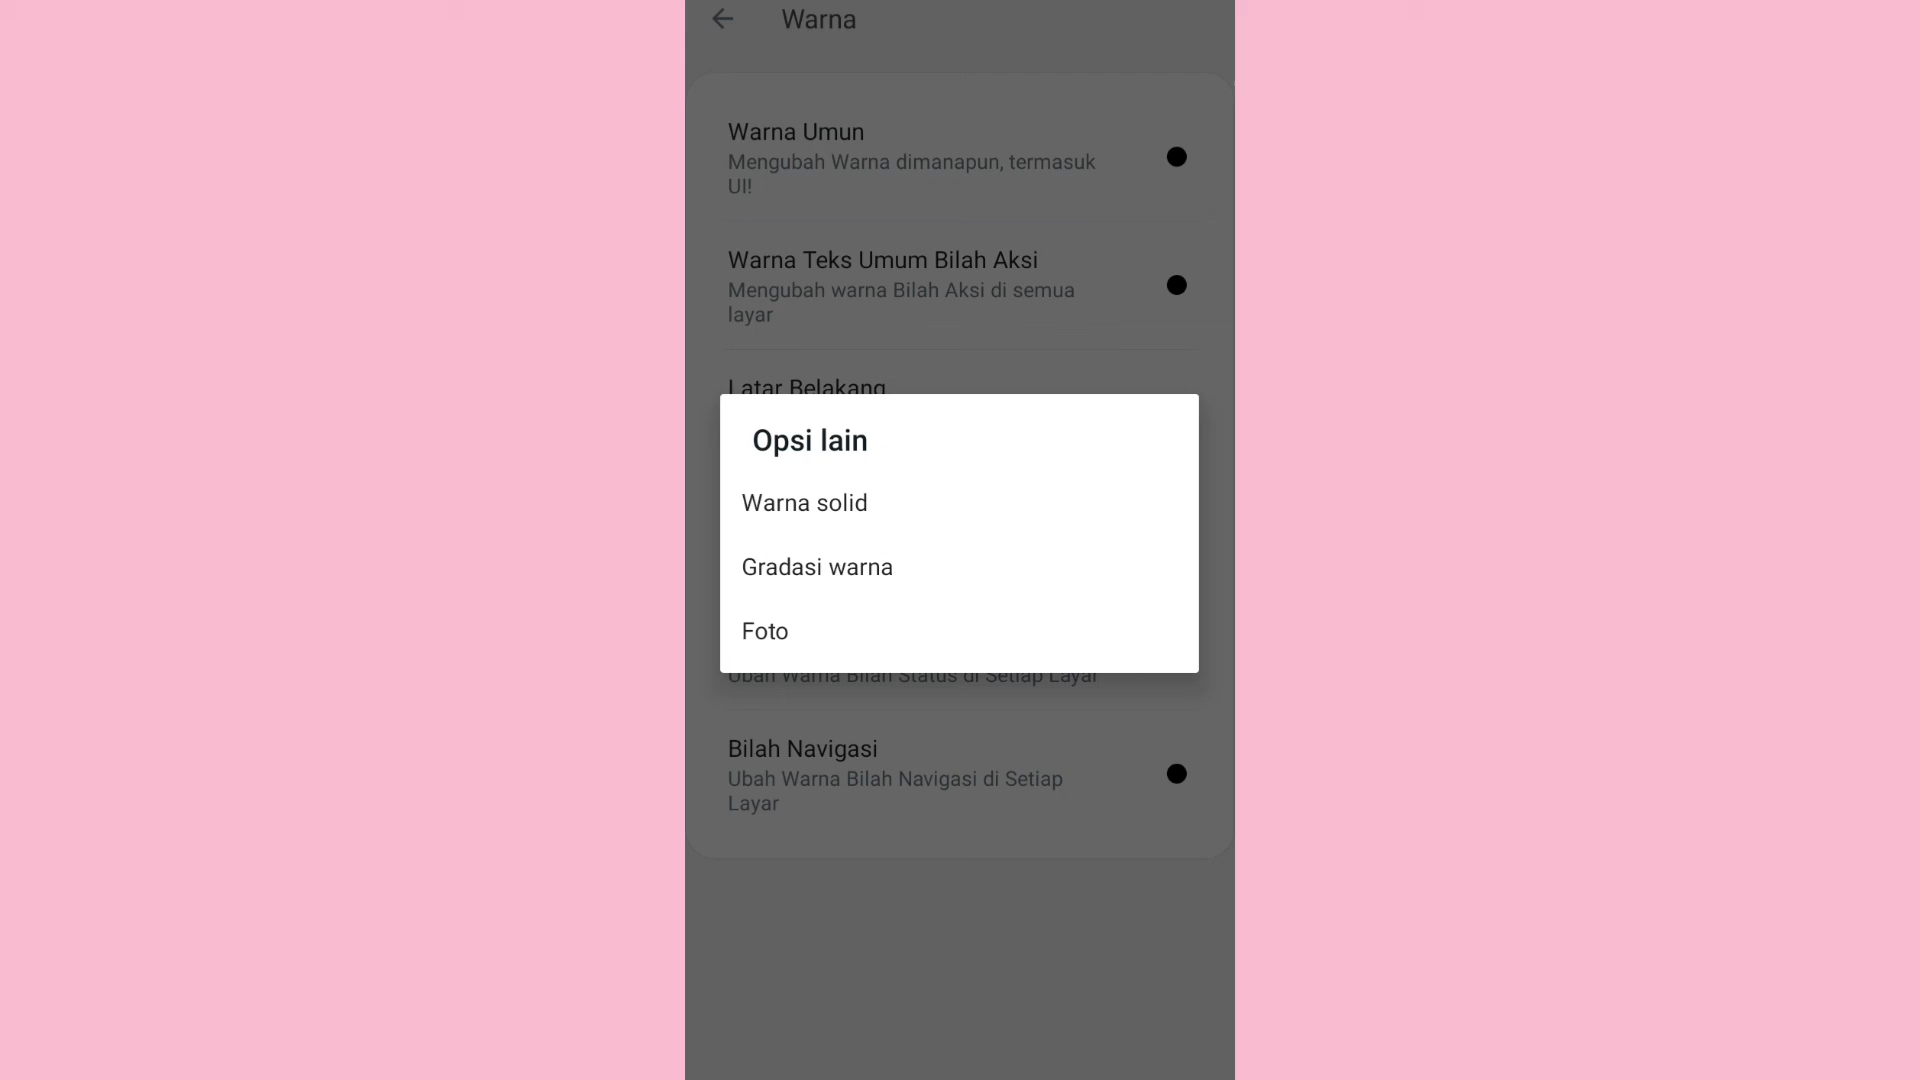 Warna
Warna Umun
Mengubah Warna dimanapun, termasuk
UI!
Warna Teks Umum Bilah Aksi
Mengubah warna Bilah Aksi di semua
layar
Latar Belakang
Opsi lain
Warna solid
Gradasi warna
Foto
Ubah Warna Bilah Status di Setiap Layar
Bilah Navigasi
Ubah Warna Bilah Navigasi di Setiap
Layar